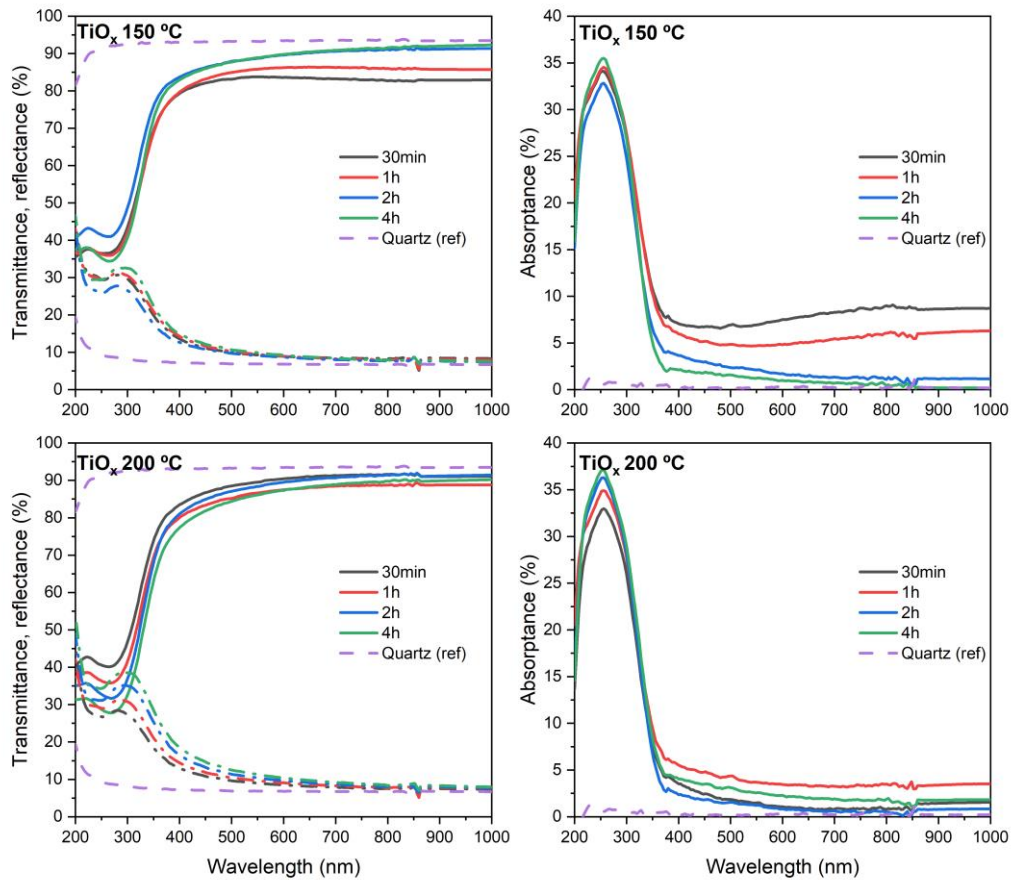 TiOx 150 ºC
Transmittance, reflectance (%)
100
90
80
70
60
50
40
30
20
10
0
30min
1h
2h
4h
Quartz (ref)
200 300 400 500 600 700 800 900 1000
TiOx 150 ºC
Absorptance (%)
40
35
30
25
20
15
10
5
0
30min
1h
2h
4h
Quartz (ref)
200 300 400 500 600 700 800 900 1000
TiOx 200 ºC
Transmittance, reflectance (%)
100
90
80
70
60
50
40
30
20
10
0
30min
1h
2h
4h
Quartz (ref)
200 300 400 500 600 700 800 900 1000
Wavelength (nm)
TiOx 200 ºC
Absorptance (%)
40
35
30
25
20
15
10
5
0
30min
1h
2h
4h
Quartz (ref)
200 300 400 500 600 700 800 900 1000
Wavelength (nm)